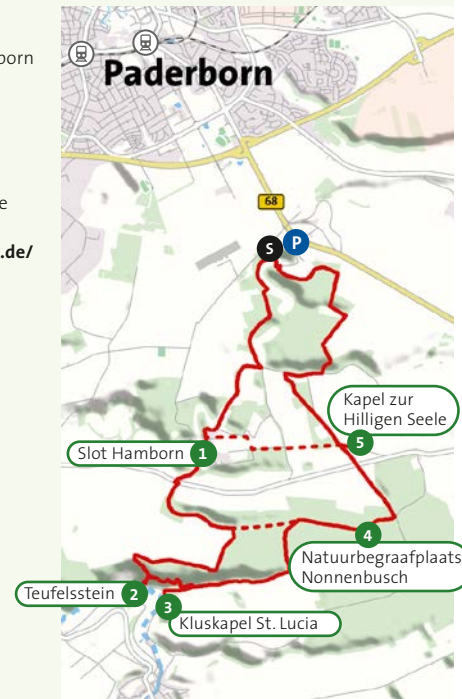 born
e
.de/
Paderborn
68
S
P
Kapel zur
Hilligen Seele
5
Slot Hamborn 1
4
Natuurbegraafplaats
Nonnenbusch
Teufelsstein 2
3
Kluskapel St. Lucia